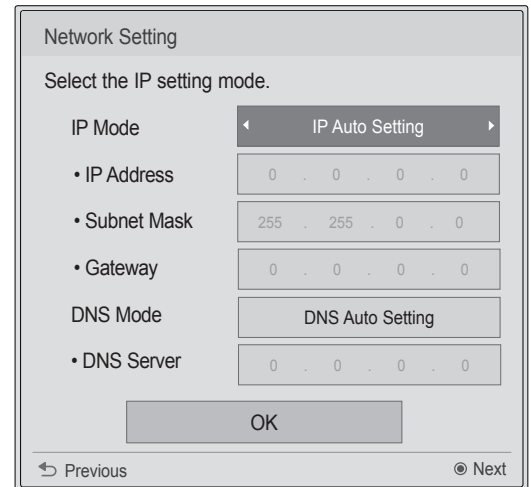 Network Setting
Select the IP setting mode.
IP Mode IP Auto Setting
• IP Address 0 . 0 . 0 . 0
• Subnet Mask 255 . 255 . 0 . 0
• Gateway 0 . 0 . 0 . 0
DNS Mode DNS Auto Setting
• DNS Server 0 . 0 . 0 . 0
OK
Previous Next